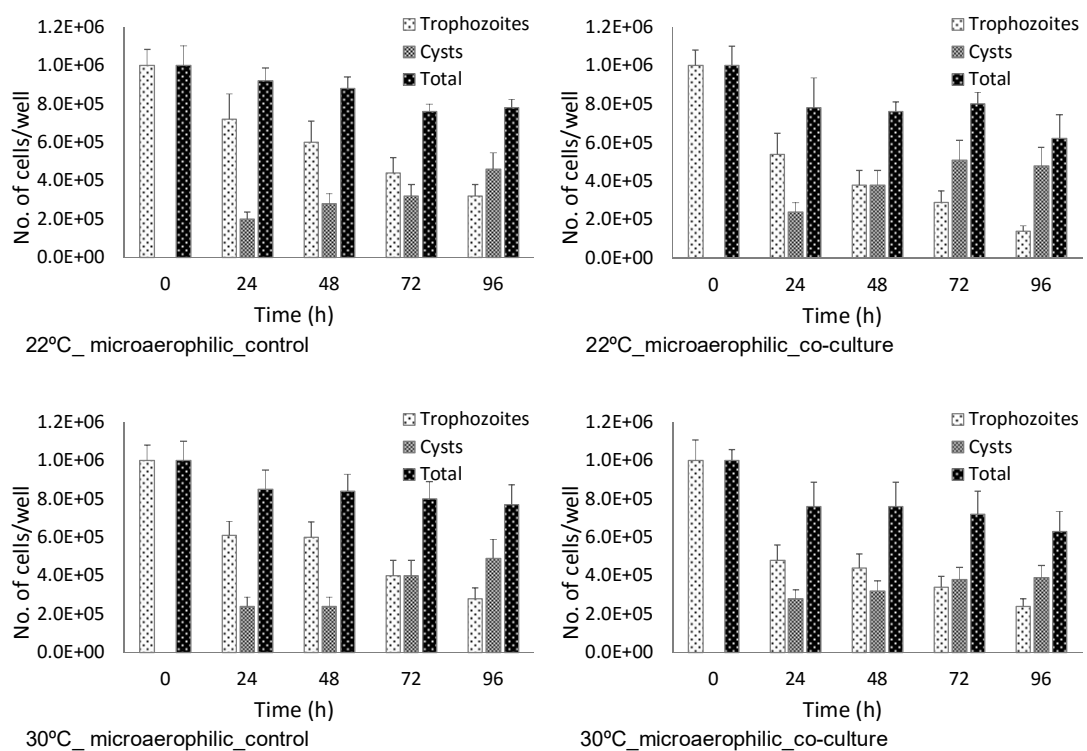 1.2E+06
1.0E+06
8.0E+05
6.0E+05
4.0E+05
2.0E+05
0.0E+00
No. of cells/well
Trophozoites
Cysts
Total
0 24 48 72 96
Time (h)
22ºC_ microaerophilic_control
1.2E+06
1.0E+06
8.0E+05
6.0E+05
4.0E+05
2.0E+05
0.0E+00
No. of cells/well
Trophozoites
Cysts
Total
0 24 48 72 96
Time (h)
22ºC_microaerophilic_co-culture
1.2E+06
1.0E+06
8.0E+05
6.0E+05
4.0E+05
2.0E+05
0.0E+00
No. of cells/well
Trophozoites
Cysts
Total
0 24 48 72 96
Time (h)
30ºC_ microaerophilic_control
1.2E+06
1.0E+06
8.0E+05
6.0E+05
4.0E+05
2.0E+05
0.0E+00
No. of cells/well
Trophozoites
Cysts
Total
0 24 48 72 96
Time (h)
30ºC_microaerophilic_co-culture